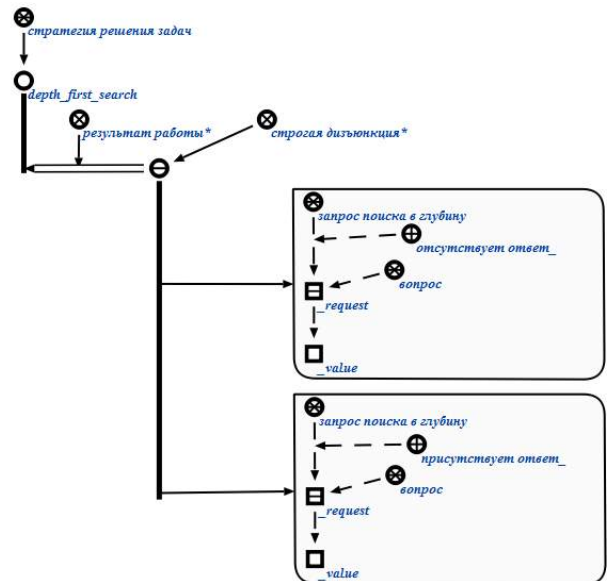 стратегия решения задач
depth_first_search
результат работы*
строгая дизъюнкция*
запрос поиска в глубину
отсутствует ответ_
вопрос
_request
_value
запрос поиска в глубину
присутствует ответ_
вопрос
_request
_value